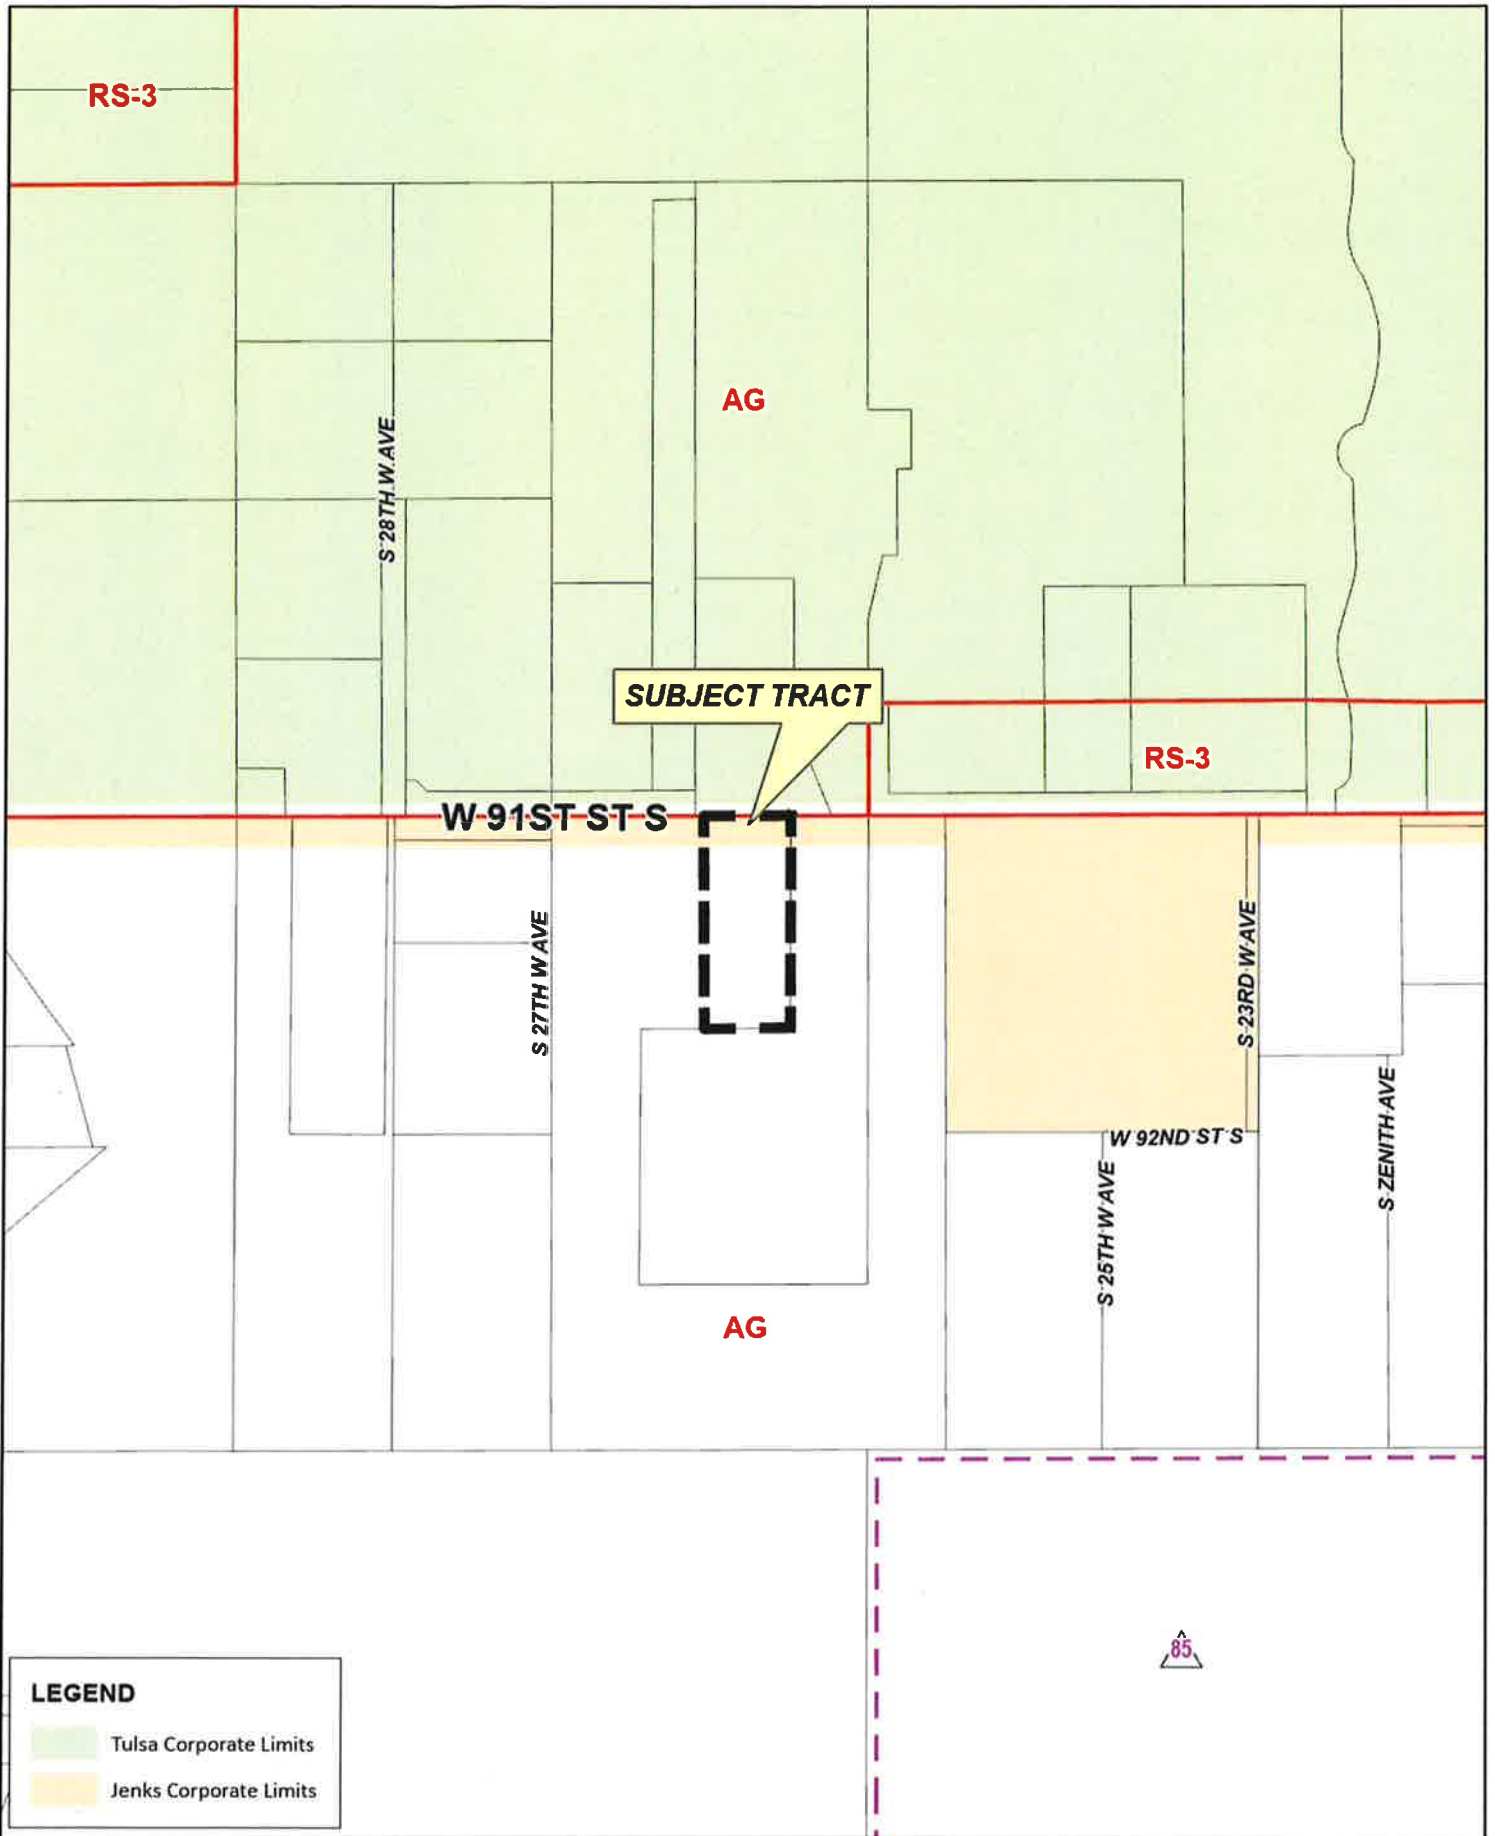 RS-3
AG
S 28TH W AVE
SUBJECT TRACT
RS-3
W 91ST ST S
S 27TH W AVE
S 23RD W AVE
W 92ND ST S
S 25TH W AVE
S ZENITH AVE
AG
85
LEGEND
Tulsa Corporate Limits
Jenks Corporate Limits